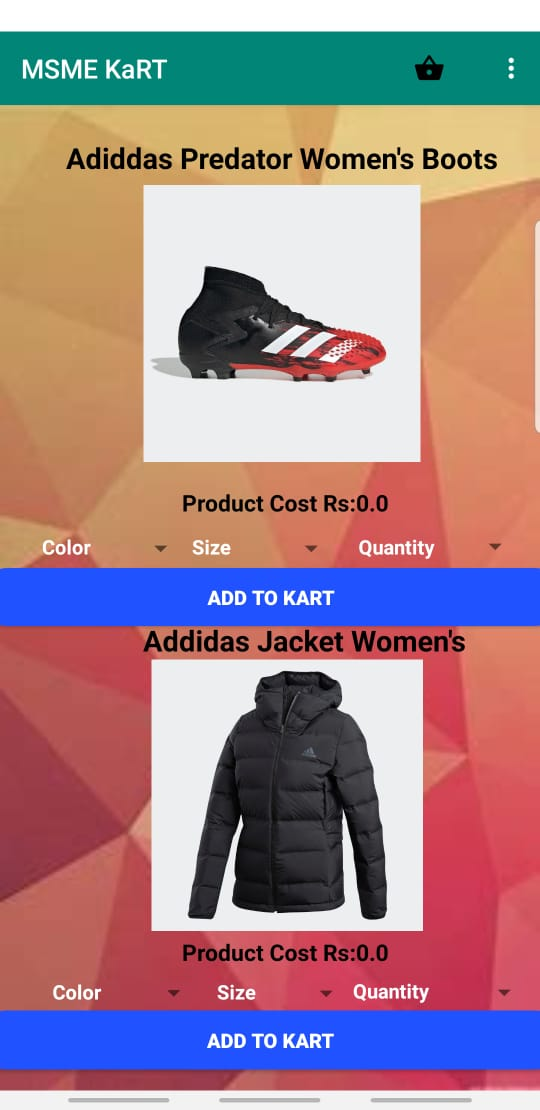 MSME KaRT
Adiddas Predator Women's Boots
Product Cost Rs:0.0
Color Size Quantity
ADD TO KART
Addidas Jacket Women's
Product Cost Rs:0.0
Color Size Quantity
ADD TO KART